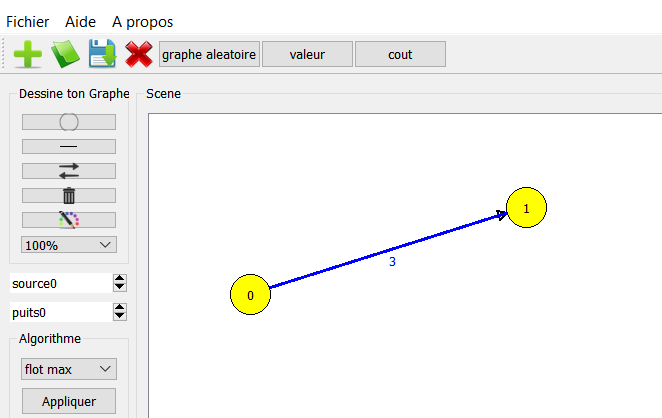 Fichier Aide A propos
graphe aleatoire valeur cout
Dessine ton Graphe
Scene
100%
source0
puits0
Algorithme
flot max
Appliquer
1
3
0